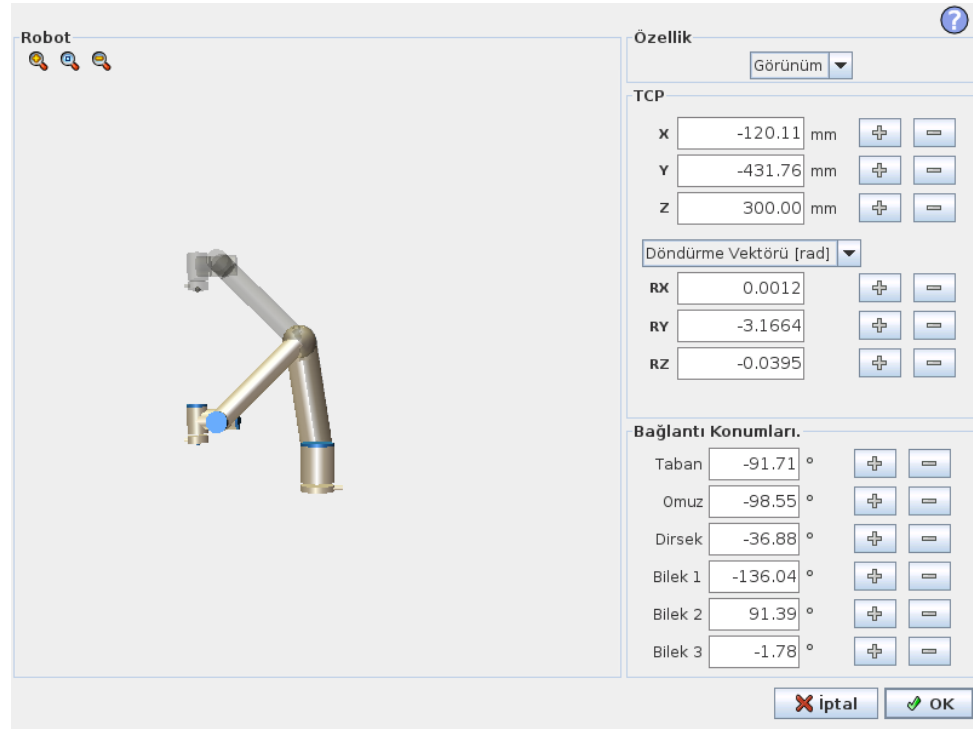 Robot
Özellik
Görünüm
TCP
X -120.11 mm
Y -431.76 mm
Z 300.00 mm
Döndürme Vektörü [rad]
RX 0.0012
RY -3.1664
RZ -0.0395
Bağlantı Konumları.
Taban -91.71 °
Omuz -98.55 °
Dirsek -36.88 °
Bilek 1 -136.04 °
Bilek 2 91.39 °
Bilek 3 -1.78 °
İptal OK